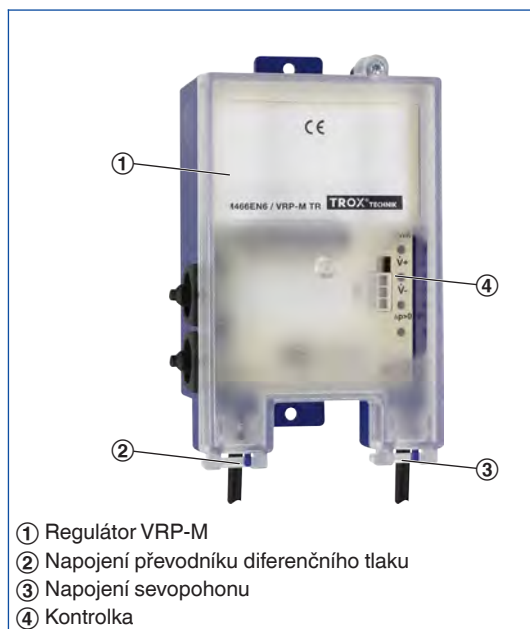 CE
①
4466EN6 / VRP-M TR TROX® TECHNIK
V̇+
④
V̇-
Δp>0
②
③
① Regulátor VRP-M
② Napojení převodníku diferenčního tlaku
③ Napojení sevopohonu
④ Kontrolka